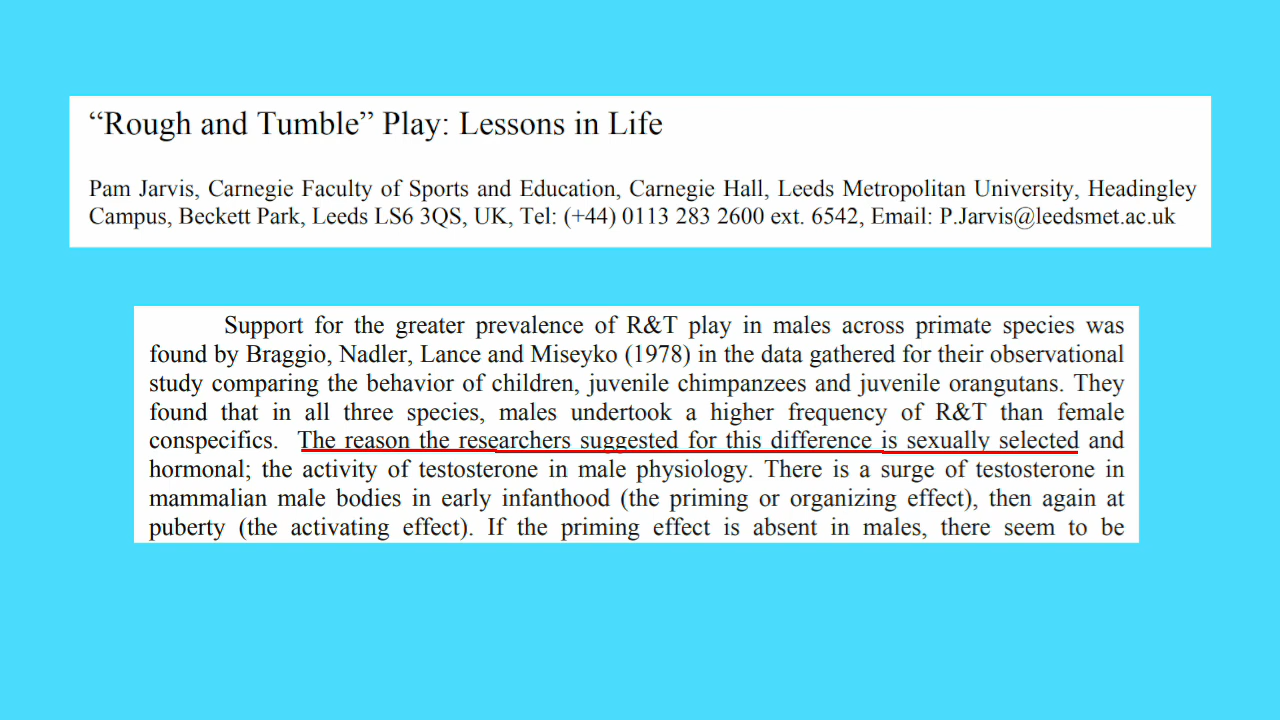 “Rough and Tumble” Play: Lessons in Life
Pam Jarvis, Carnegie Faculty of Sports and Education, Carnegie Hall, Leeds Metropolitan University, Headingley
Campus, Beckett Park, Leeds LS6 3QS, UK, Tel: (+44) 0113 283 2600 ext. 6542, Email: P.Jarvis@leedsmet.ac.uk
Support for the greater prevalence of R&T play in males across primate species was
found by Braggio, Nadler, Lance and Miseyko (1978) in the data gathered for their observational
study comparing the behavior of children, juvenile chimpanzees and juvenile orangutans. They
found that in all three species, males undertook a higher frequency of R&T than female
conspecifics. The reason the researchers suggested for this difference is sexually selected and
hormonal; the activity of testosterone in male physiology. There is a surge of testosterone in
mammalian male bodies in early infanthood (the priming or organizing effect), then again at
puberty (the activating effect). If the priming effect is absent in males, there seem to be